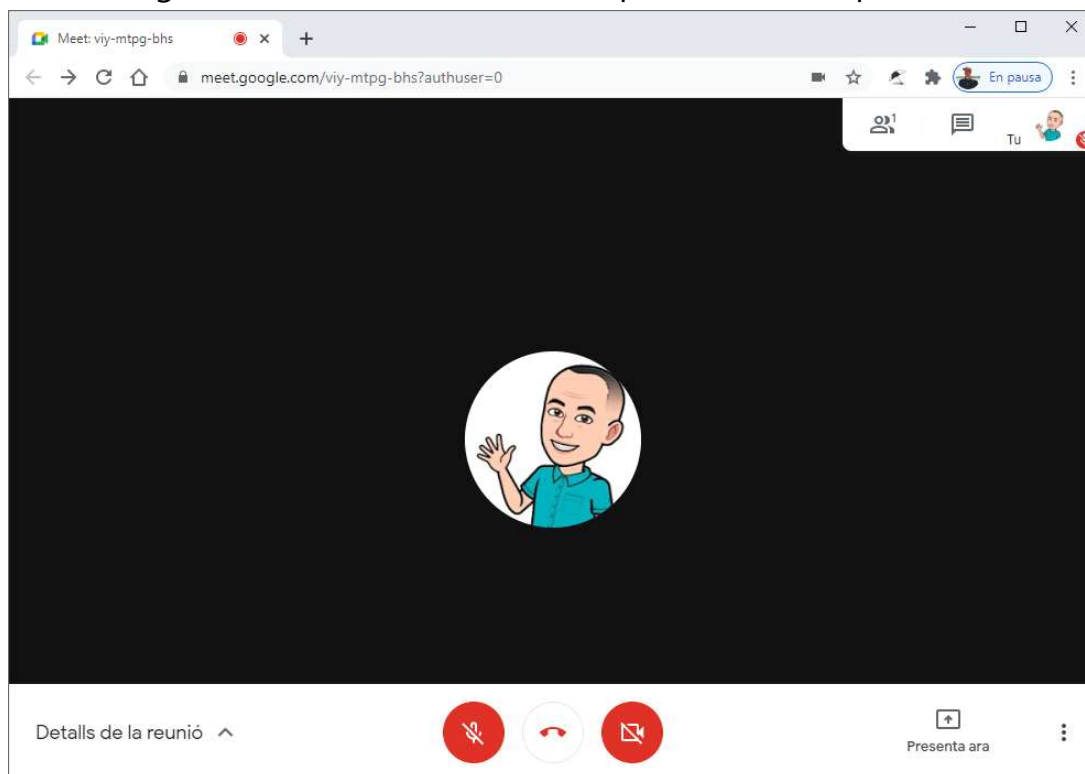 Meet: viy-mtpg-bhs
meet.google.com/viy-mtpg-bhs?authuser=0
En pausa
1
Tu
Detalls de la reunió
Presenta ara